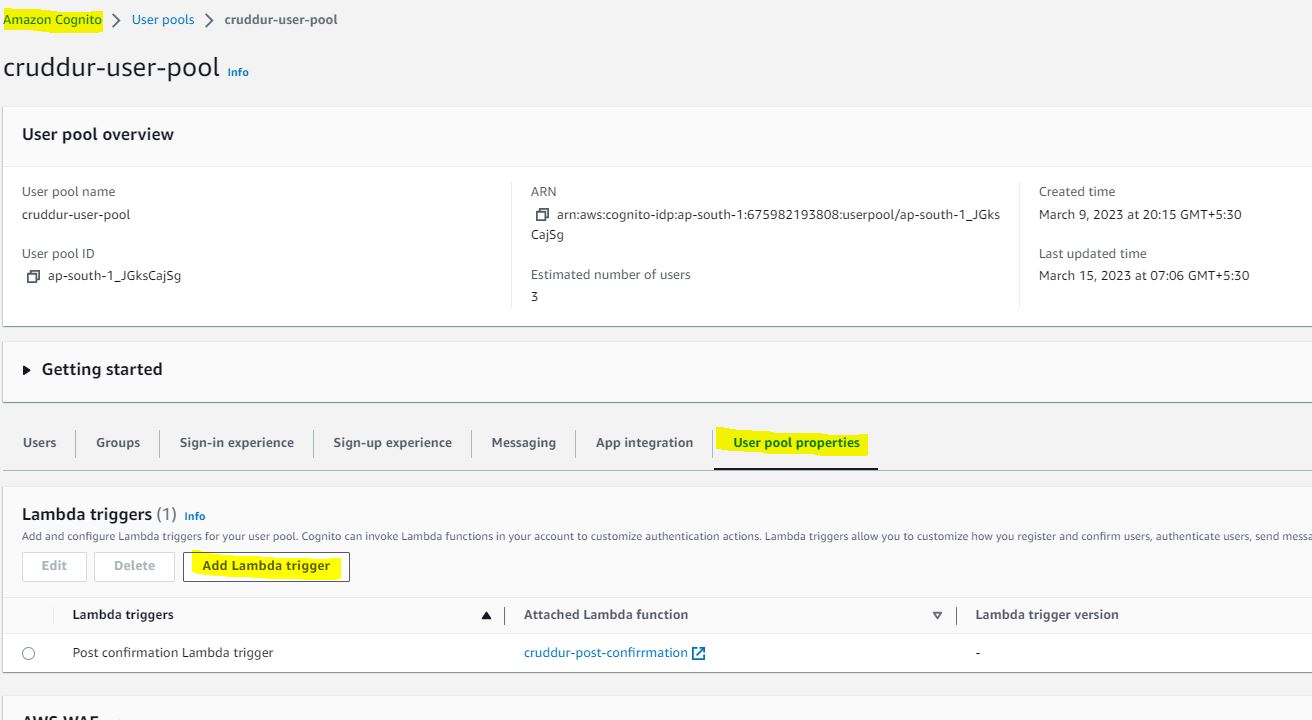 Amazon Cognito > User pools > cruddur-user-pool
cruddur-user-pool Info
User pool overview
User pool name
cruddur-user-pool
User pool ID
ap-south-1_JGksCajSg
ARN
arn:aws:cognito-idp:ap-south-1:675982193808:userpool/ap-south-1_JGks
CajSg
Estimated number of users
3
Created time
March 9, 2023 at 20:15 GMT+5:30
Last updated time
March 15, 2023 at 07:06 GMT+5:30
Getting started
Users Groups Sign-in experience Sign-up experience Messaging App integration User pool properties
Lambda triggers (1) Info
Add and configure Lambda triggers for your user pool. Cognito can invoke Lambda functions in your account to customize authentication actions. Lambda triggers allow you to customize how you register and confirm users, authenticate users, send messa
Edit Delete Add Lambda trigger
Lambda triggers Attached Lambda function Lambda trigger version
Post confirmation Lambda trigger cruddur-post-confirrmation -
AWS WAF